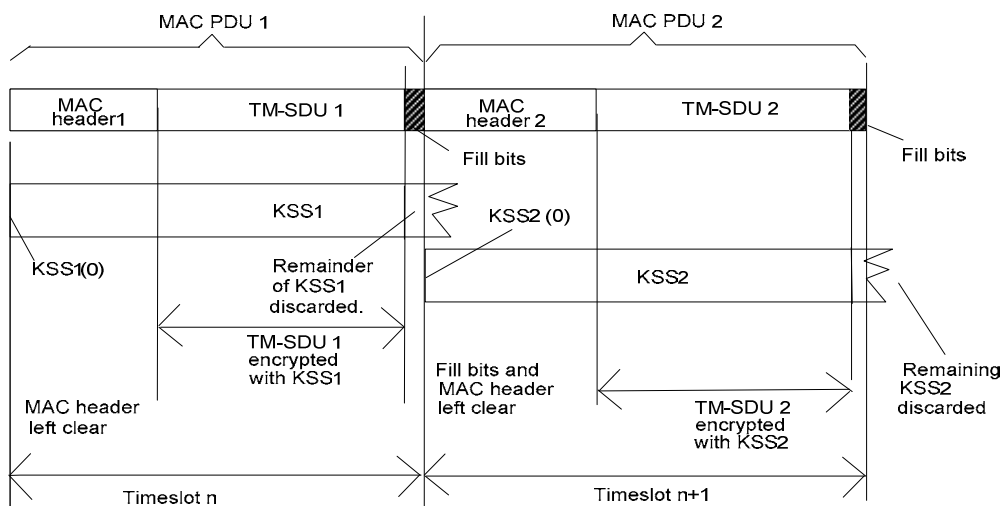 MAC PDU 1
MAC PDU 2
MAC
header1
TM-SDU 1
MAC
header 2
TM-SDU 2
Fill bits
Fill bits
KSS1
KSS2 (0)
KSS1(0)
Remainder
of KSS1
discarded.
KSS2
TM-SDU 1
encrypted
with KSS1
Fill bits and
MAC header
left clear
Remaining
KSS2
discarded
MAC header
left clear
TM-SDU 2
encrypted
with KSS2
Timeslot n
Timeslot n+1